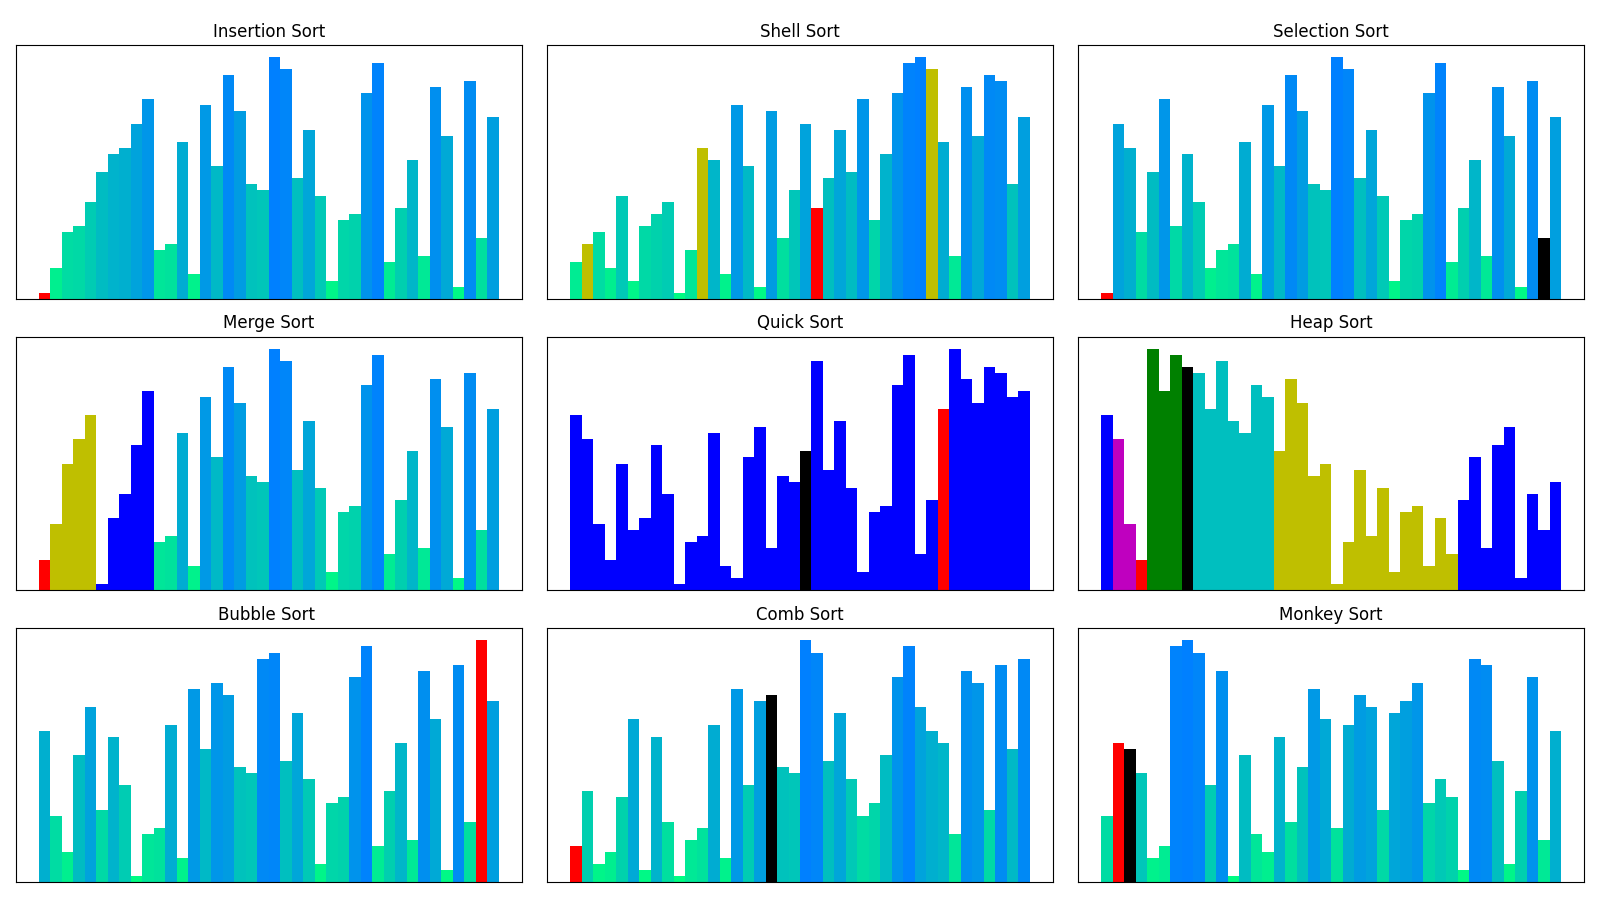 Insertion Sort
Shell Sort
Selection Sort
Merge Sort
Quick Sort
Heap Sort
Bubble Sort
Comb Sort
Monkey Sort